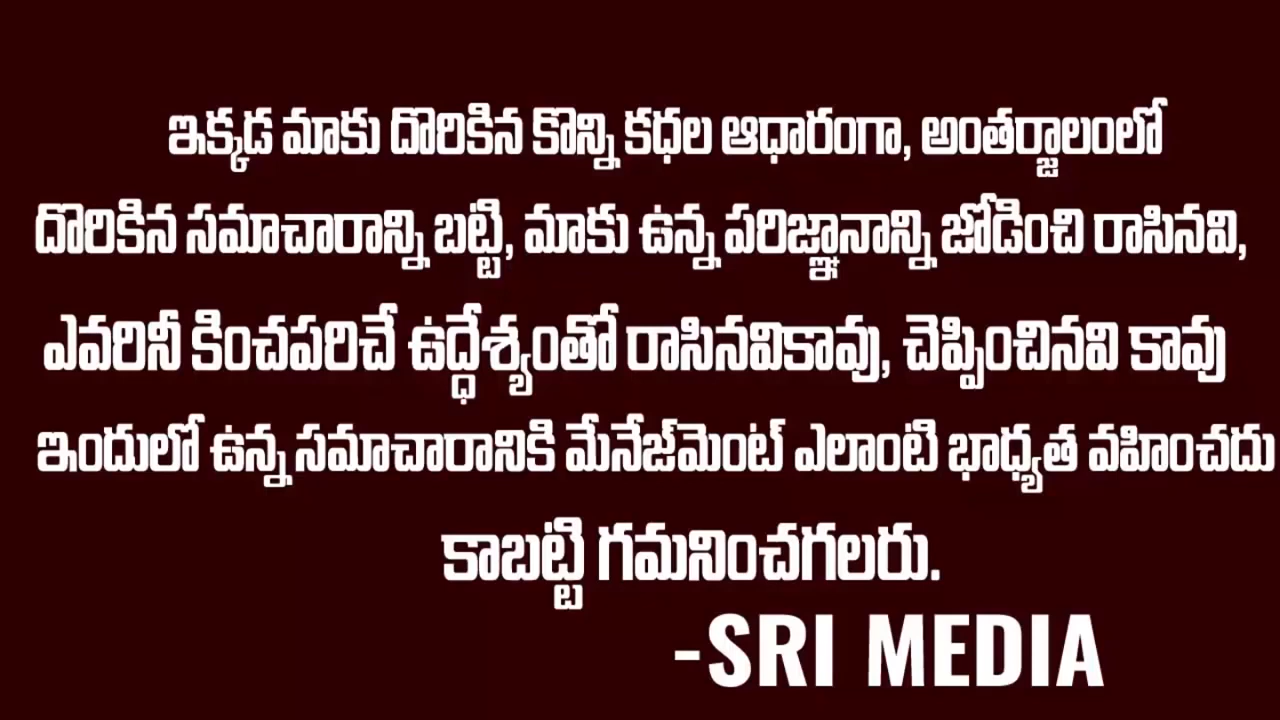 ఇక్కడ మాకు దొరికిన కొన్ని కధల ఆధారంగా, అంతర్జాలంలో
దొరికిన సమాచారాన్ని బట్టి, మాకు ఉన్న పరిజ్ఞానాన్ని జోడించి రాసినవి,
ఎవరినీ కించపరిచే ఉద్ధేశ్యంతో రాసినవికావు, చెప్పించినవి కావు
ఇందులో ఉన్న సమాచారానికి మేనేజ్‌మెంట్ ఎలాంటి భాధ్యత వహించదు
కాబట్టి గమనించగలరు.
-SRI MEDIA